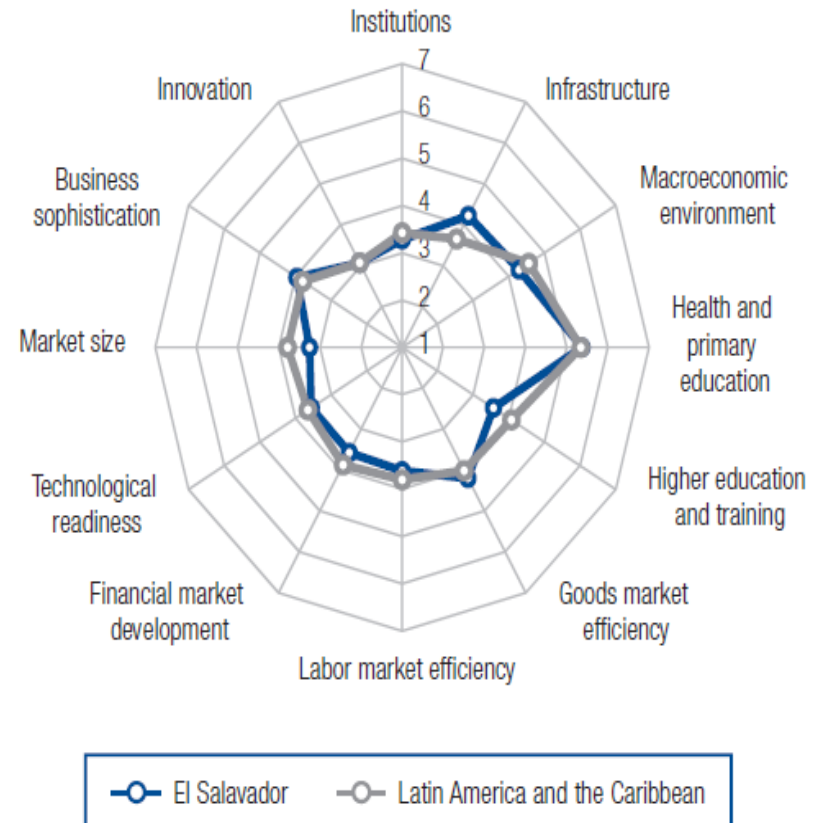 Institutions
7
Innovation
Infrastructure
6
5
Business
sophistication
Macroeconomic
environment
4
3
2
Market size
1
Health and
primary
education
Technological
readiness
Higher education
and training
Financial market
development
Goods market
efficiency
Labor market efficiency
El Salavador
Latin America and the Caribbean